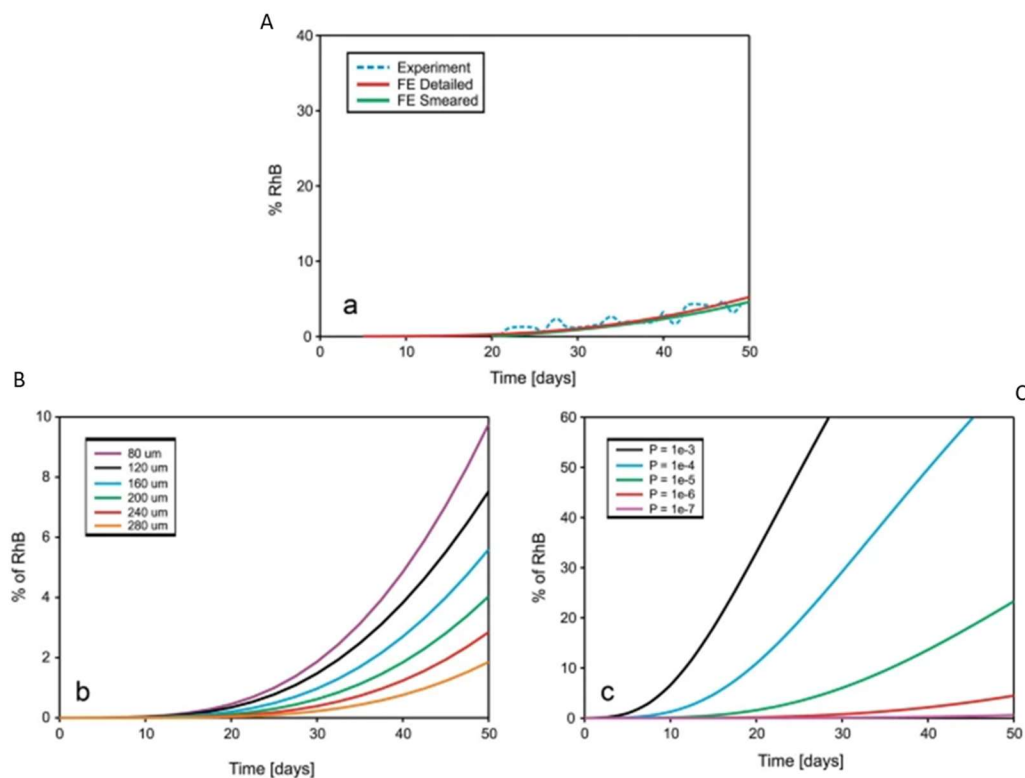 A
40
30
20
10
0
% RhB
Experiment
FE Detailed
FE Smeared
a
0 10 20 30 40 50
Time [days]
B
10
8
6
4
2
0
% of RhB
80 um
120 um
160 um
200 um
240 um
280 um
b
0 10 20 30 40 50
Time [days]
C
60
50
40
30
20
10
0
% of RhB
P = 1e-3
P = 1e-4
P = 1e-5
P = 1e-6
P = 1e-7
c
0 10 20 30 40 50
Time [days]